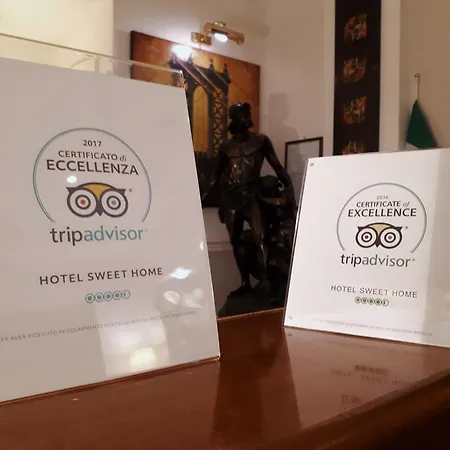 2017
CERTIFICATO di
ECCELLENZA
tripadvisor
HOTEL SWEET HOME
2016
CERTIFICATE of
EXCELLENCE
tripadvisor
HOTEL SWEET HOME